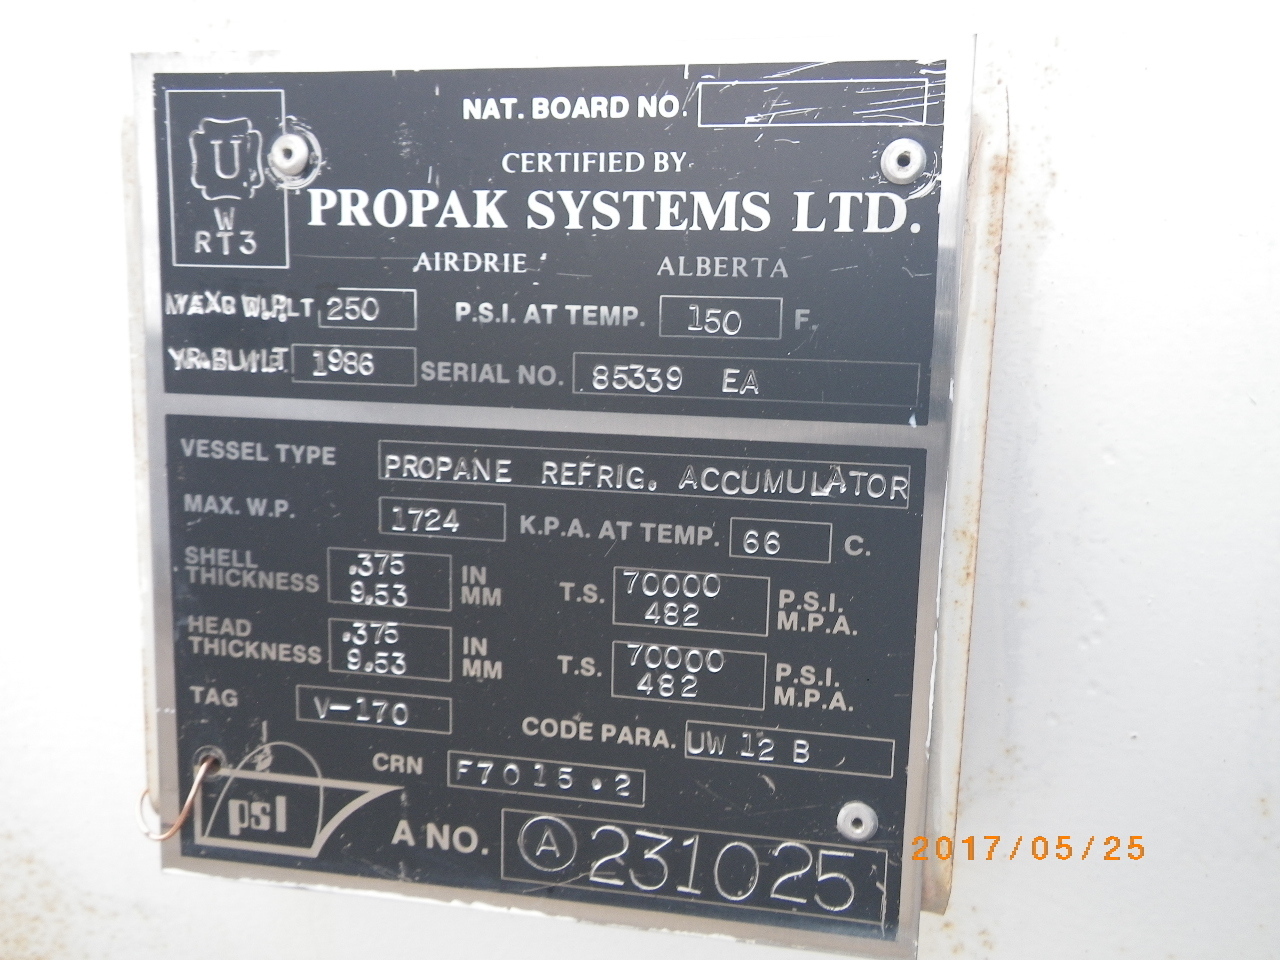 NAT. BOARD NO.
U
W
RT3
CERTIFIED BY
PROPAK SYSTEMS LTD.
AIRDRIE ALBERTA
250 P.S.I. AT TEMP. 150 F.
1986 SERIAL NO. 85339 EA
VESSEL TYPE PROPANE REFRIG. ACCUMULATOR
MAX. W.P. 1724 K.P.A. AT TEMP. 66 C.
SHELL THICKNESS .375 IN T.S. 70000 P.S.I.
9.53 MM 482 M.P.A.
HEAD THICKNESS .375 IN T.S. 70000 P.S.I.
9.53 MM 482 M.P.A.
TAG V-170 CODE PARA. UW 12 B
CRN F7015.2
psl
A NO. A 231025
2017/05/25